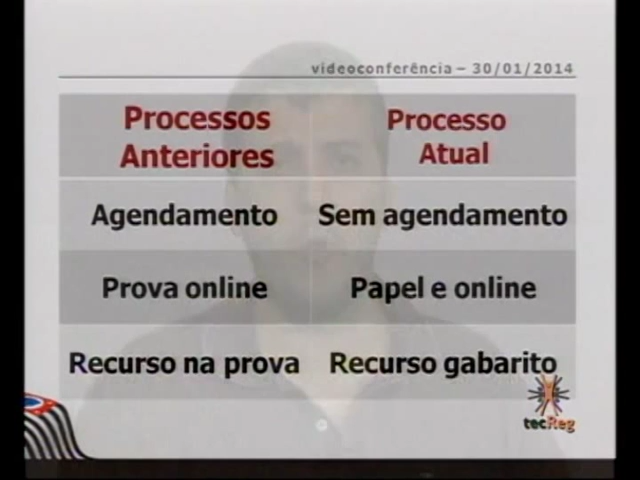 videoconferência – 30/01/2014
Processos Anteriores
Processo Atual
Agendamento
Sem agendamento
Prova online
Papel e online
Recurso na prova
Recurso gabarito
tecReg